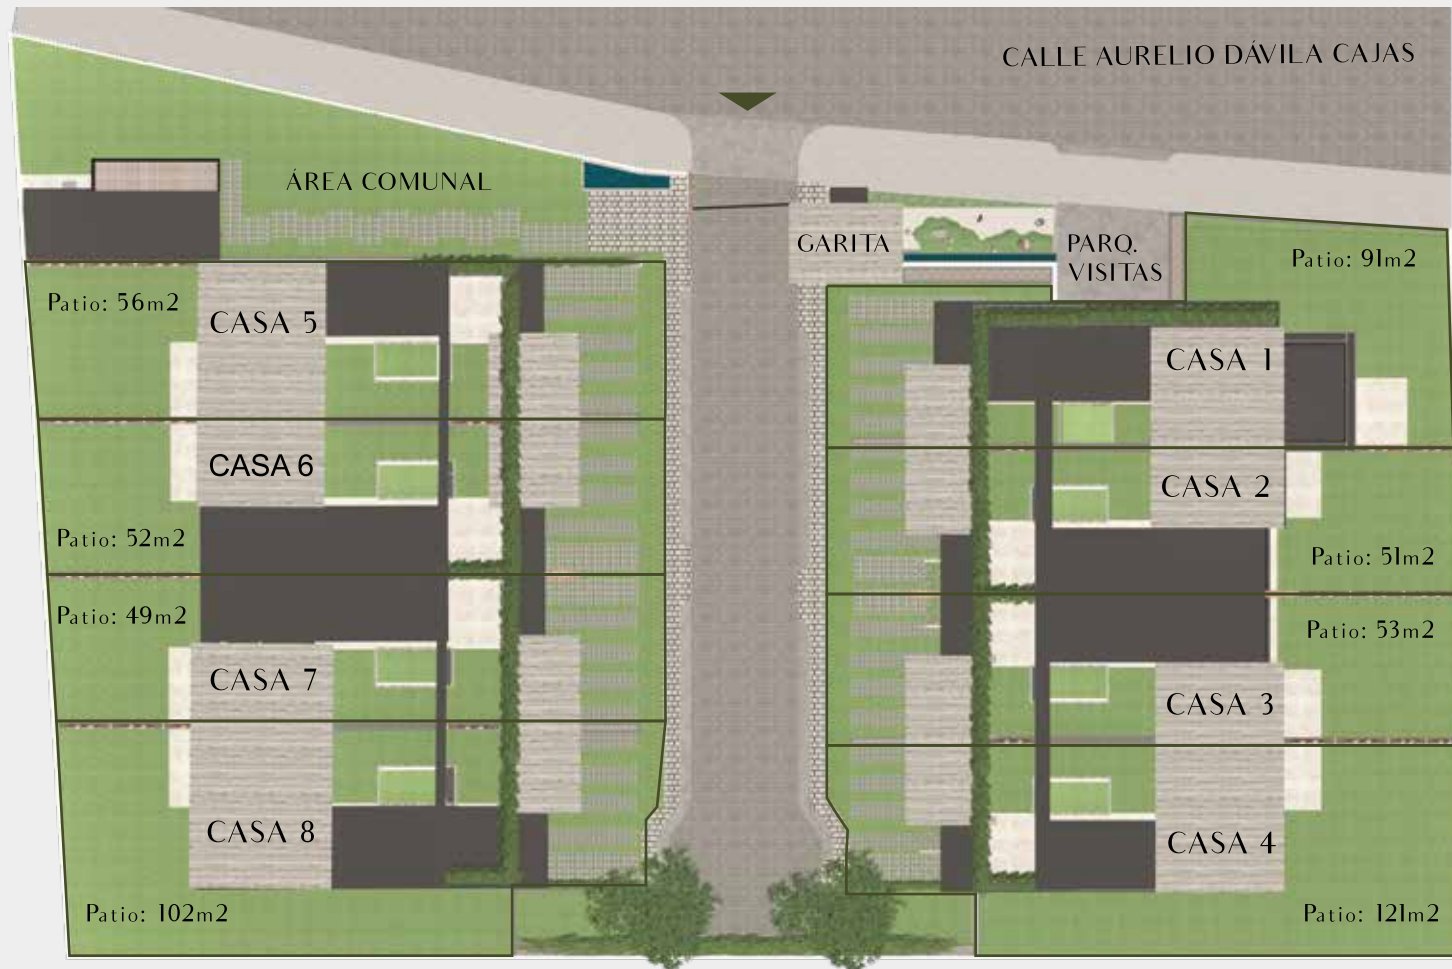 CALLE AURELIO DÁVILA CAJAS
ÁREA COMUNAL
GARITA
PARQ.
VISITAS
Patio: 91m2
Patio: 56m2
CASA 5
CASA 1
CASA 6
CASA 2
Patio: 52m2
Patio: 51m2
Patio: 49m2
Patio: 53m2
CASA 7
CASA 3
CASA 8
CASA 4
Patio: 102m2
Patio: 121m2